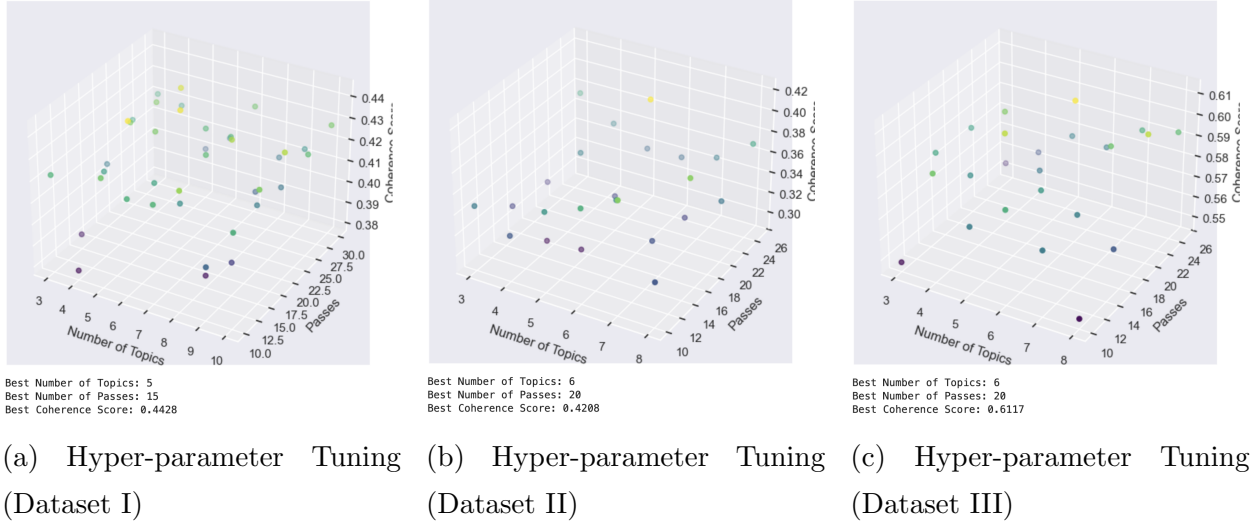 0.44
0.43
0.42
0.41
0.40
0.39
0.38
Coherence Score
30.0
27.5
25.0
22.5
20.0
17.5
15.0
12.5
10.0
Passes
3 4 5 6 7 8 9 10
Number of Topics
Best Number of Topics: 5
Best Number of Passes: 15
Best Coherence Score: 0.4428
(a) Hyper-parameter Tuning
(Dataset I)
0.42
0.40
0.38
0.36
0.34
0.32
0.30
Coherence Score
26
24
22
20
18
16
14
12
10
Passes
3 4 5 6 7 8
Number of Topics
Best Number of Topics: 6
Best Number of Passes: 20
Best Coherence Score: 0.4208
(b) Hyper-parameter Tuning
(Dataset II)
0.61
0.60
0.59
0.58
0.57
0.56
0.55
Coherence Score
26
24
22
20
18
16
14
12
10
Passes
3 4 5 6 7 8
Number of Topics
Best Number of Topics: 6
Best Number of Passes: 20
Best Coherence Score: 0.6117
(c) Hyper-parameter Tuning
(Dataset III)